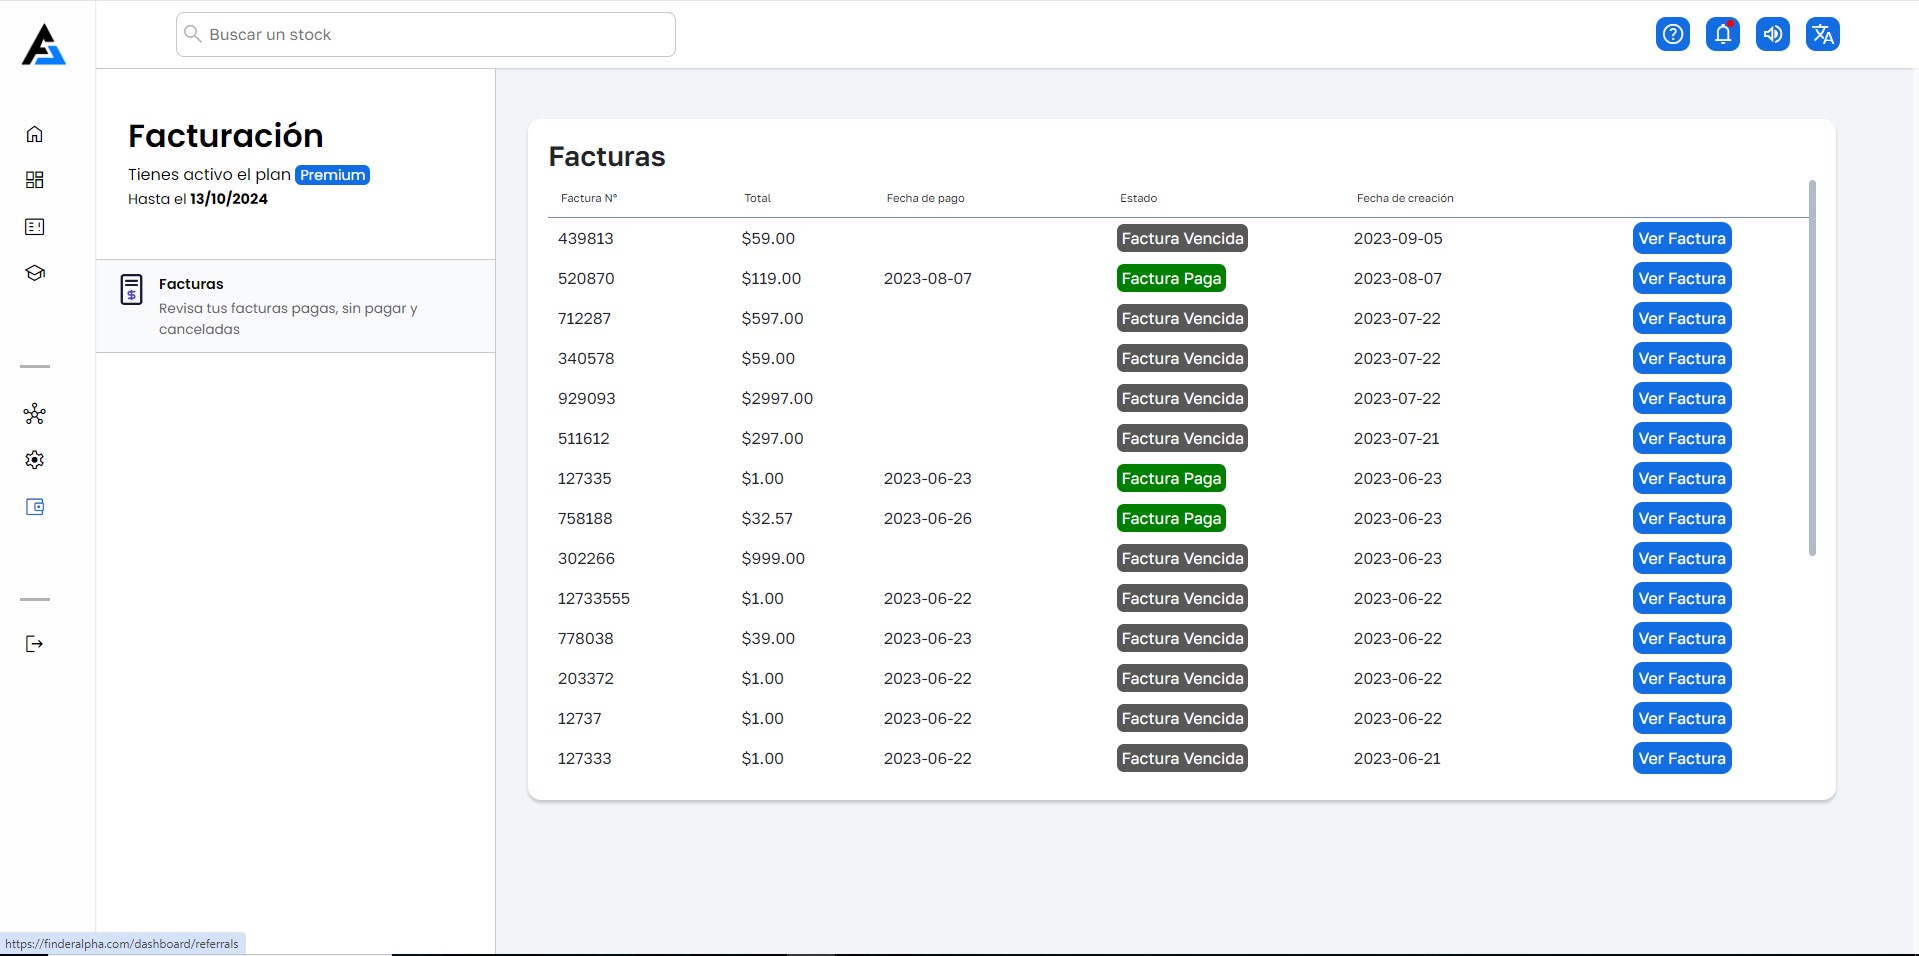 Buscar un stock
Facturación
Tienes activo el plan Premium
Hasta el 13/10/2024
Facturas
Revisa tus facturas pagas, sin pagar y
canceladas
Facturas
Factura N° Total Fecha de pago Estado Fecha de creación
439813 $59.00 Factura Vencida 2023-09-05 Ver Factura
520870 $119.00 2023-08-07 Factura Paga 2023-08-07 Ver Factura
712287 $597.00 Factura Vencida 2023-07-22 Ver Factura
340578 $59.00 Factura Vencida 2023-07-22 Ver Factura
929093 $2997.00 Factura Vencida 2023-07-22 Ver Factura
511612 $297.00 Factura Vencida 2023-07-21 Ver Factura
127335 $1.00 2023-06-23 Factura Paga 2023-06-23 Ver Factura
758188 $32.57 2023-06-26 Factura Paga 2023-06-23 Ver Factura
302266 $999.00 Factura Vencida 2023-06-23 Ver Factura
12733555 $1.00 2023-06-22 Factura Vencida 2023-06-22 Ver Factura
778038 $39.00 2023-06-23 Factura Vencida 2023-06-22 Ver Factura
203372 $1.00 2023-06-22 Factura Vencida 2023-06-22 Ver Factura
12737 $1.00 2023-06-22 Factura Vencida 2023-06-22 Ver Factura
127333 $1.00 2023-06-22 Factura Vencida 2023-06-21 Ver Factura
https://finderalpha.com/dashboard/referrals